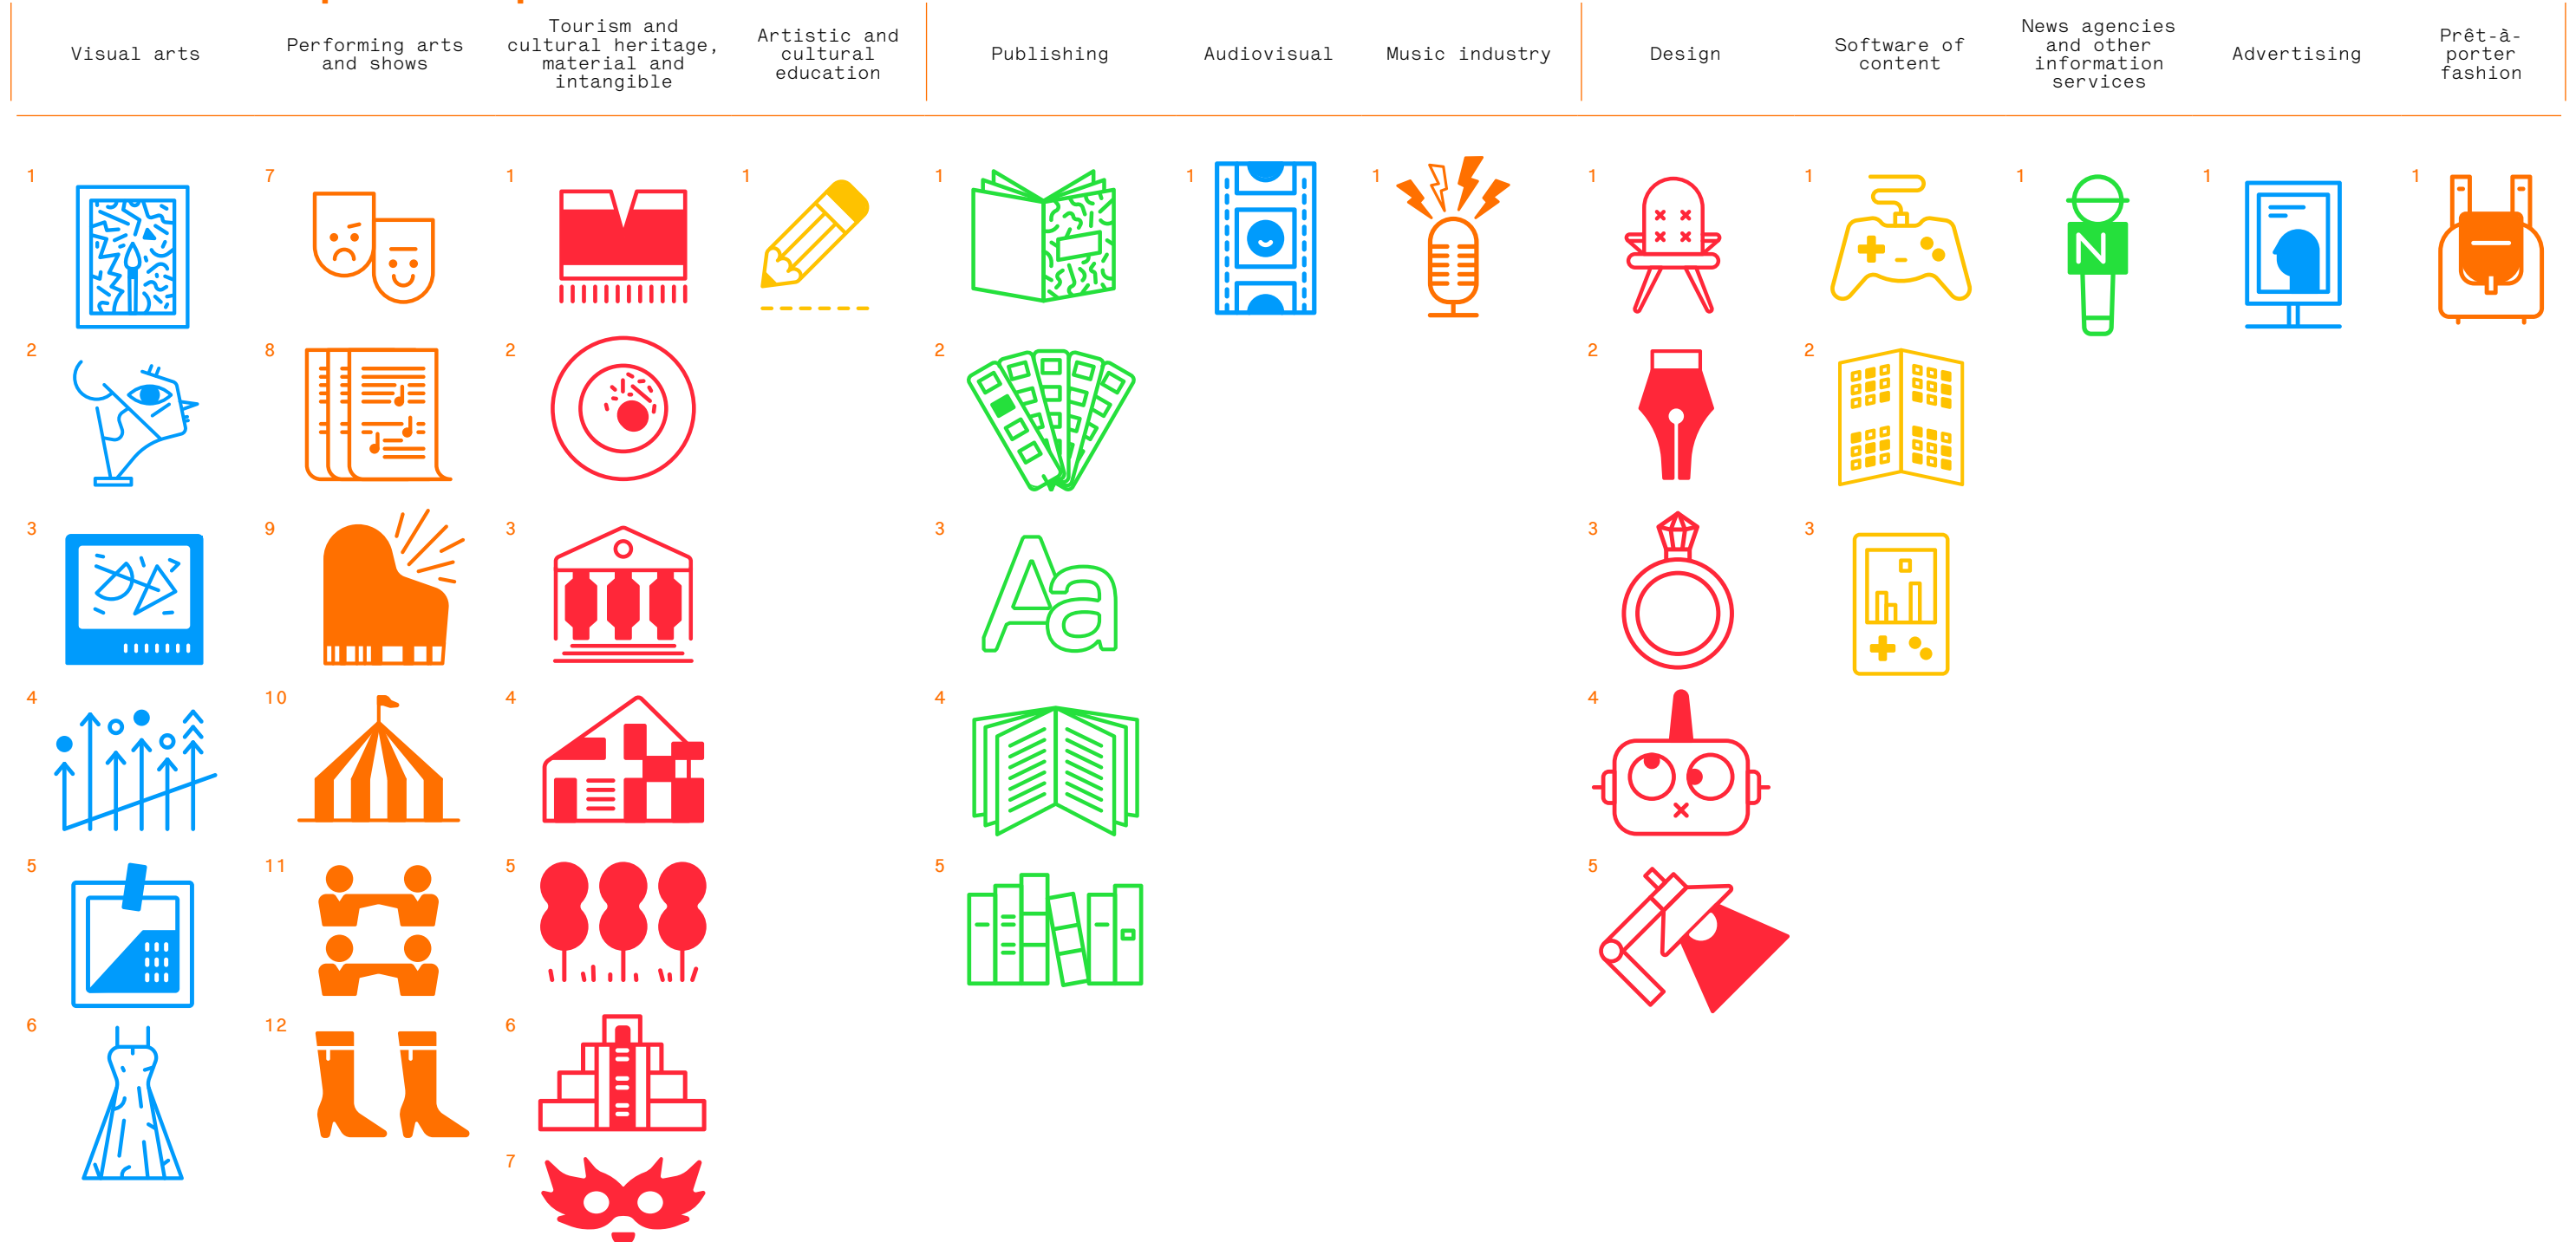 Visual arts
Performing arts
and shows
Tourism and
cultural heritage,
material and
intangible
Artistic and
cultural
education
Publishing
Audiovisual
Music industry
Design
Software of
content
News agencies
and other
information
services
Advertising
Prêt-à-
porter
fashion
1 7 1 1 1 1 1 1 1 1 1 1
N
2 8 2 2 2 2
3 9 3 3 3 3
Aa
4 10 4 4 4
5 11 5 5 5
6 12 6
7